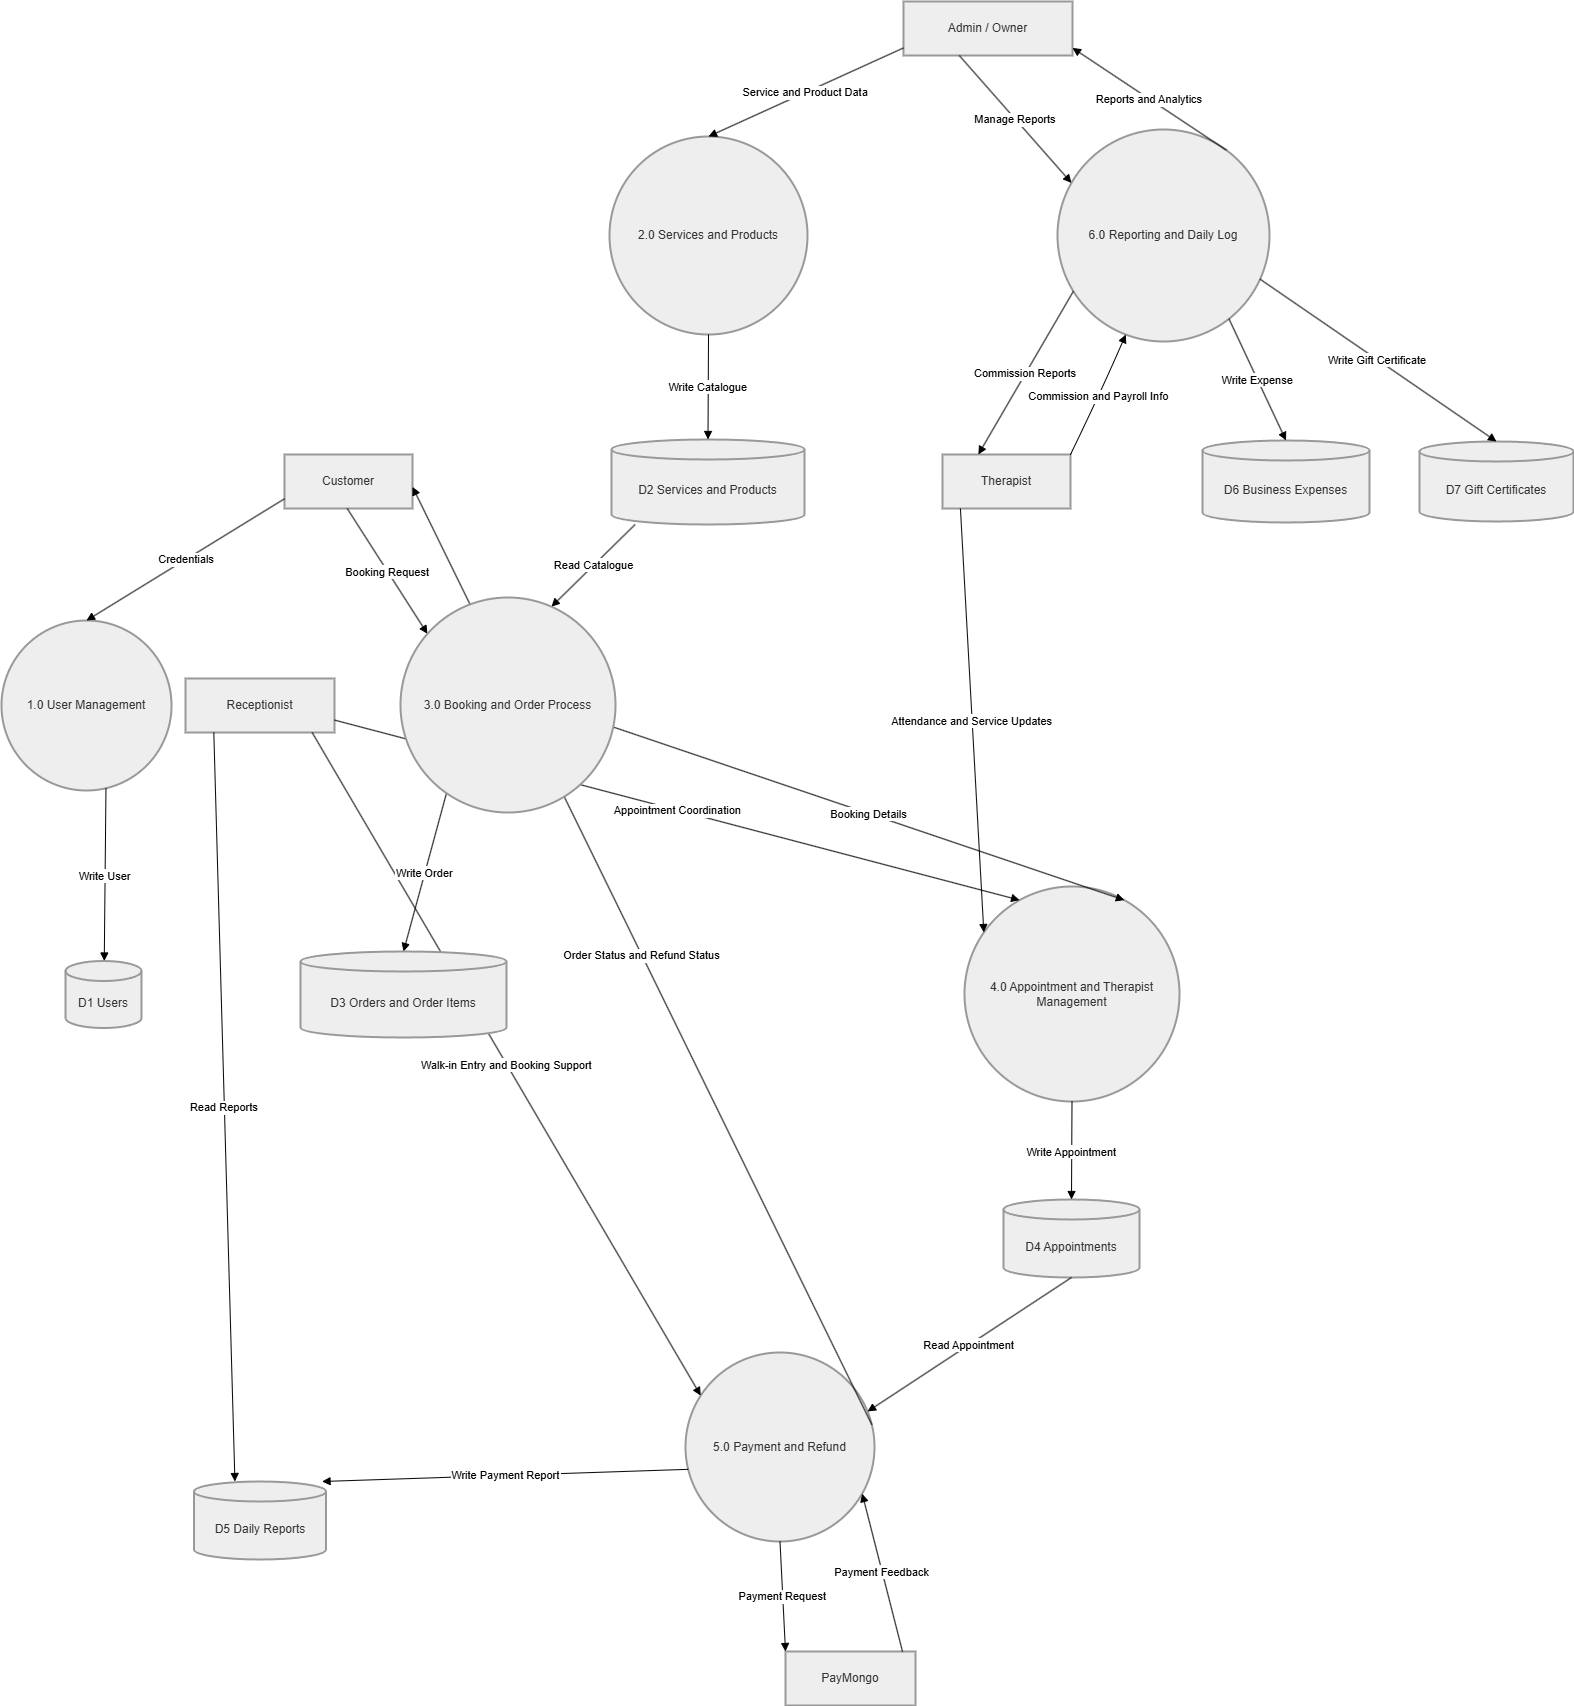 Admin / Owner
Service and Product Data
Reports and Analytics
Manage Reports
2.0 Services and Products
6.0 Reporting and Daily Log
Write Gift Certificate
Commission Reports
Write Expense
Write Catalogue
Commission and Payroll Info
Customer
Therapist
D2 Services and Products
D6 Business Expenses
D7 Gift Certificates
Credentials
Read Catalogue
Booking Request
1.0 User Management
Receptionist
3.0 Booking and Order Process
Attendance and Service Updates
Appointment Coordination
Booking Details
Write User
Write Order
Order Status and Refund Status
4.0 Appointment and Therapist
Management
D1 Users
D3 Orders and Order Items
Walk-in Entry and Booking Support
Read Reports
Write Appointment
D4 Appointments
Read Appointment
5.0 Payment and Refund
Write Payment Report
D5 Daily Reports
Payment Feedback
Payment Request
PayMongo